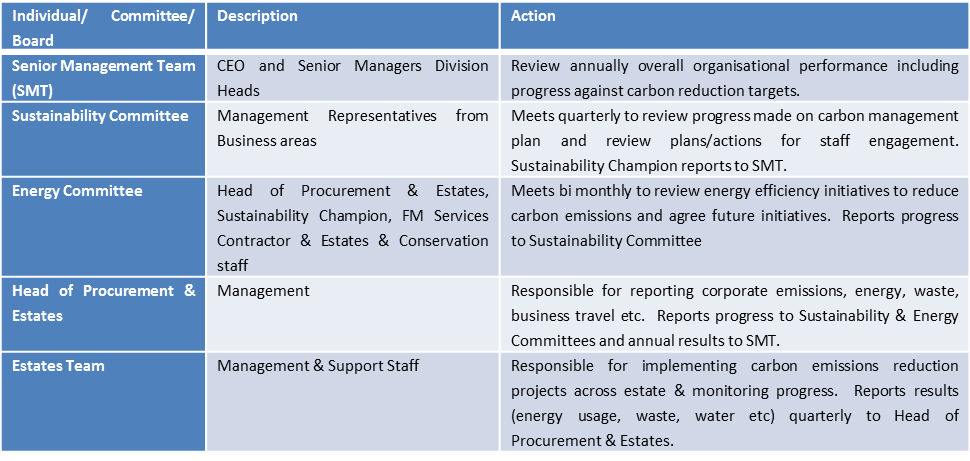 Individual/ Committee/ Board
Description
Action
Senior Management Team (SMT)
CEO and Senior Managers Division Heads
Review annually overall organisational performance including progress against carbon reduction targets.
Sustainability Committee
Management Representatives from Business areas
Meets quarterly to review progress made on carbon management plan and review plans/actions for staff engagement. Sustainability Champion reports to SMT.
Energy Committee
Head of Procurement & Estates, Sustainability Champion, FM Services Contractor & Estates & Conservation staff
Meets bi monthly to review energy efficiency initiatives to reduce carbon emissions and agree future initiatives. Reports progress to Sustainability Committee
Head of Procurement & Estates
Management
Responsible for reporting corporate emissions, energy, waste, business travel etc. Reports progress to Sustainability & Energy Committees and annual results to SMT.
Estates Team
Management & Support Staff
Responsible for implementing carbon emissions reduction projects across estate & monitoring progress. Reports results (energy usage, waste, water etc) quarterly to Head of Procurement & Estates.